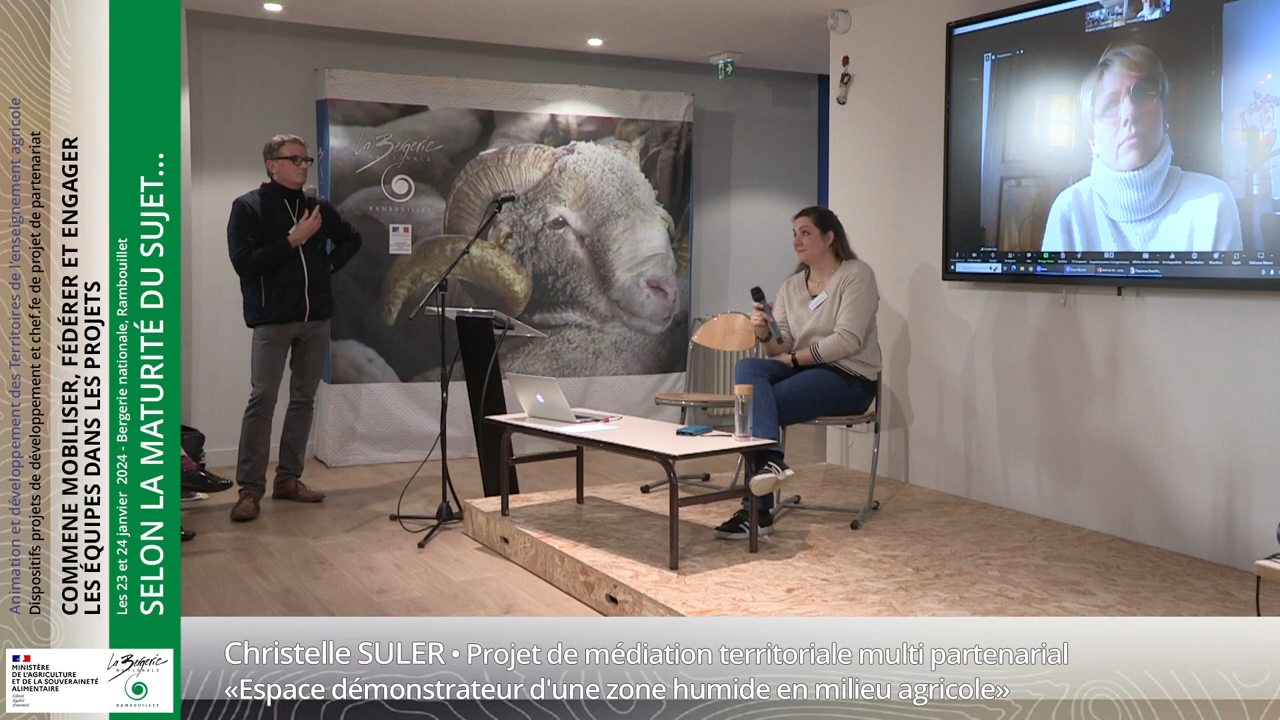 Animation et développement des Territoires de l'enseignement agricole
Dispositifs projets de développement et chef.fe de projet de partenariat
COMMENE MOBILISER, FÉDÉRER ET ENGAGER
LES ÉQUIPES DANS LES PROJETS
Les 23 et 24 janvier 2024 - Bergerie nationale, Rambouillet
SELON LA MATURITÉ DU SUJET...
La Bergerie
NATIONALE
RAMBOUILLET
MINISTÈRE
DE L'AGRICULTURE
ET DE LA SOUVERAINETÉ
ALIMENTAIRE
Liberté
Égalité
Fraternité
La Bergerie
NATIONALE
RAMBOUILLET
Christelle SULER • Projet de médiation territoriale multi partenarial
«Espace démonstrateur d'une zone humide en milieu agricole»